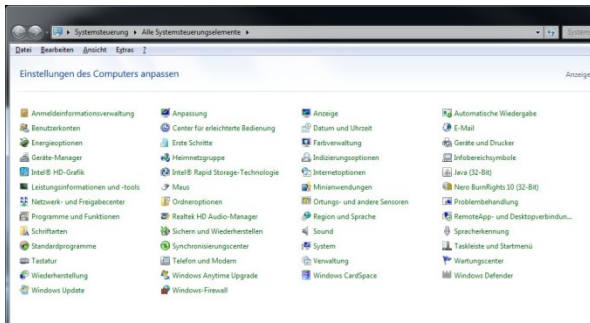 Systemsteuerung ▸ Alle Systemsteuerungselemente ▸
Datei Bearbeiten Ansicht Extras ?
Einstellungen des Computers anpassen Anzeige
Anmeldeinformationsverwaltung Anpassung Anzeige Automatische Wiedergabe
Benutzerkonten Center für erleichterte Bedienung Datum und Uhrzeit E-Mail
Energieoptionen Erste Schritte Farbverwaltung Geräte und Drucker
Geräte-Manager Heimnetzgruppe Indizierungsoptionen Infobereichsymbole
Intel® HD-Grafik Intel® Rapid Storage-Technologie Internetoptionen Java (32-Bit)
Leistungsinformationen und -tools Maus Minianwendungen Nero BurnRights 10 (32-Bit)
Netzwerk- und Freigabecenter Ordneroptionen Ortungs- und andere Sensoren Problembehandlung
Programme und Funktionen Realtek HD Audio-Manager Region und Sprache RemoteApp- und Desktopverbindun...
Schriftarten Sichern und Wiederherstellen Sound Spracherkennung
Standardprogramme Synchronisierungscenter System Taskleiste und Startmenü
Tastatur Telefon und Modem Verwaltung Wartungscenter
Wiederherstellung Windows Anytime Upgrade Windows CardSpace Windows Defender
Windows Update Windows-Firewall